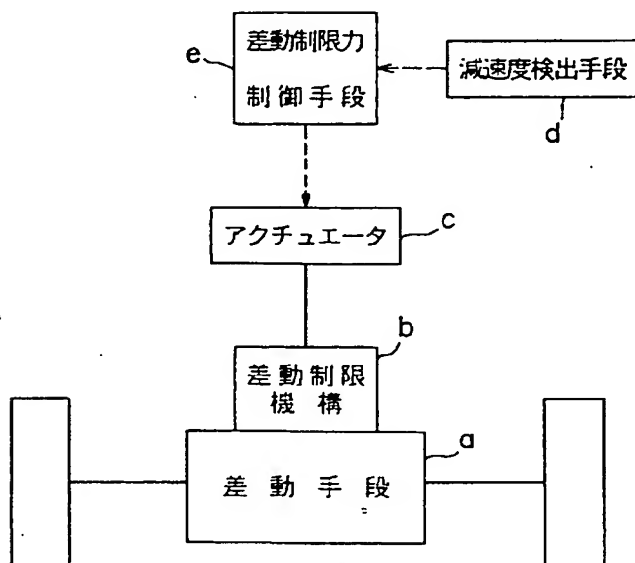 差動制限力
制御手段
e
減速度検出手段
d
アクチュエータ
c
b
差動制限
機構
a
差動手段